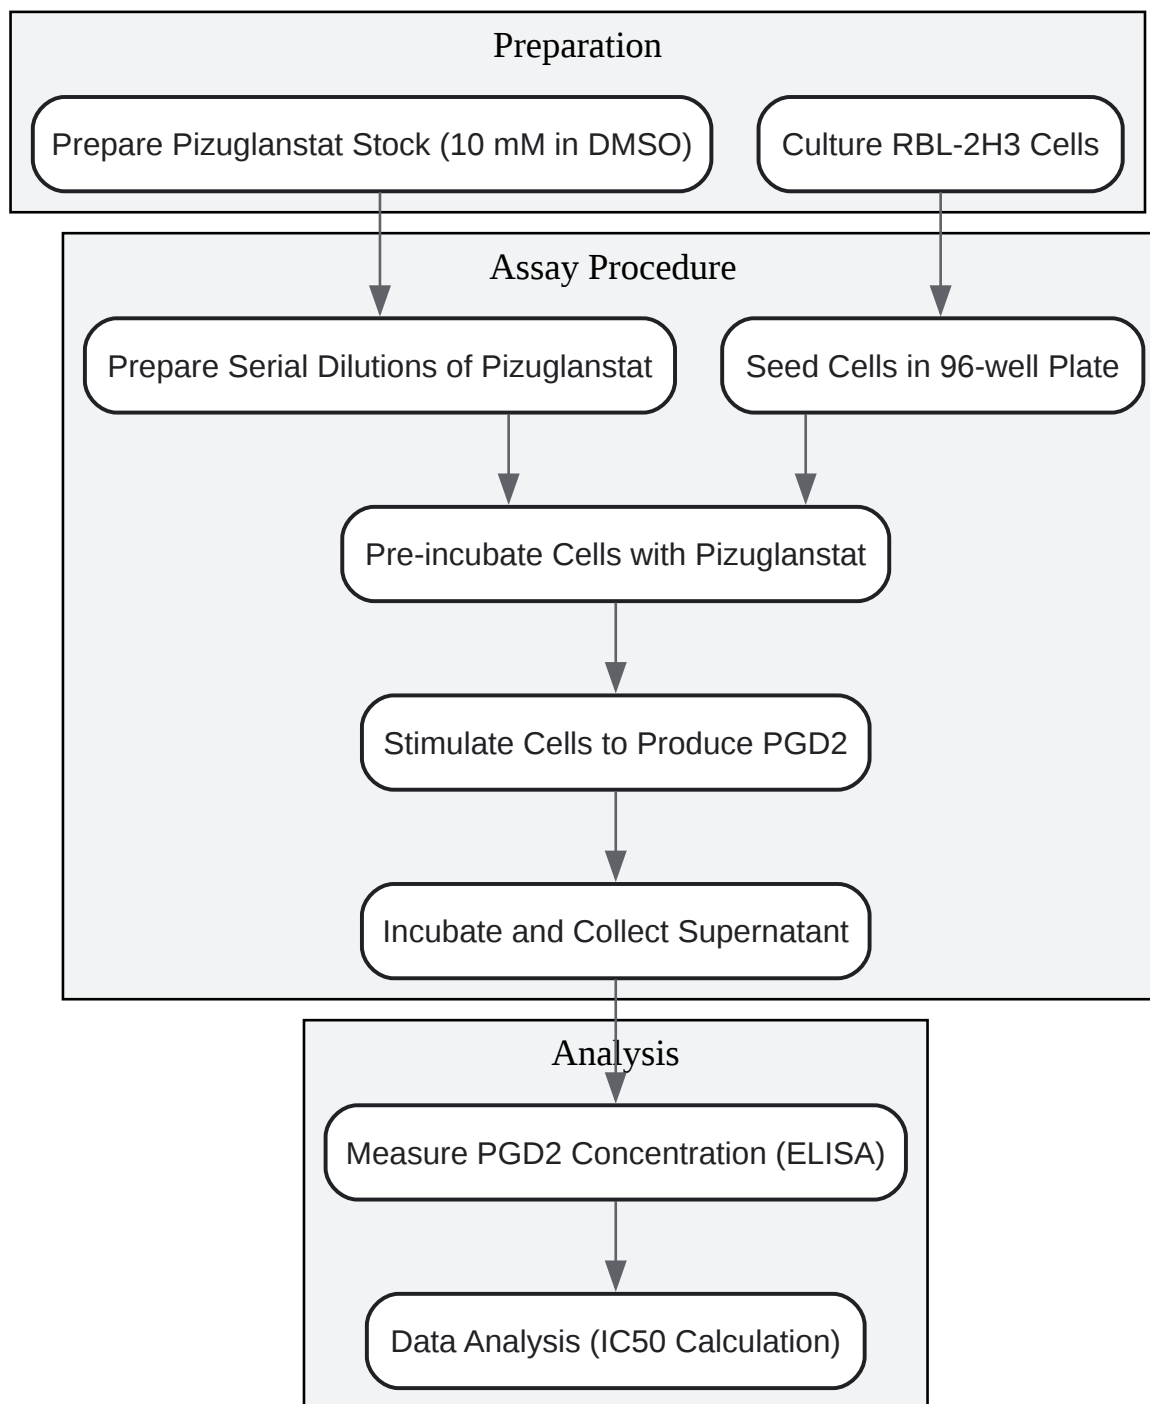 Preparation
Prepare Pizuglanstat Stock (10 mM in DMSO)
Culture RBL-2H3 Cells
Assay Procedure
Prepare Serial Dilutions of Pizuglanstat
Seed Cells in 96-well Plate
Pre-incubate Cells with Pizuglanstat
Stimulate Cells to Produce PGD2
Incubate and Collect Supernatant
Analysis
Measure PGD2 Concentration (ELISA)
Data Analysis (IC50 Calculation)